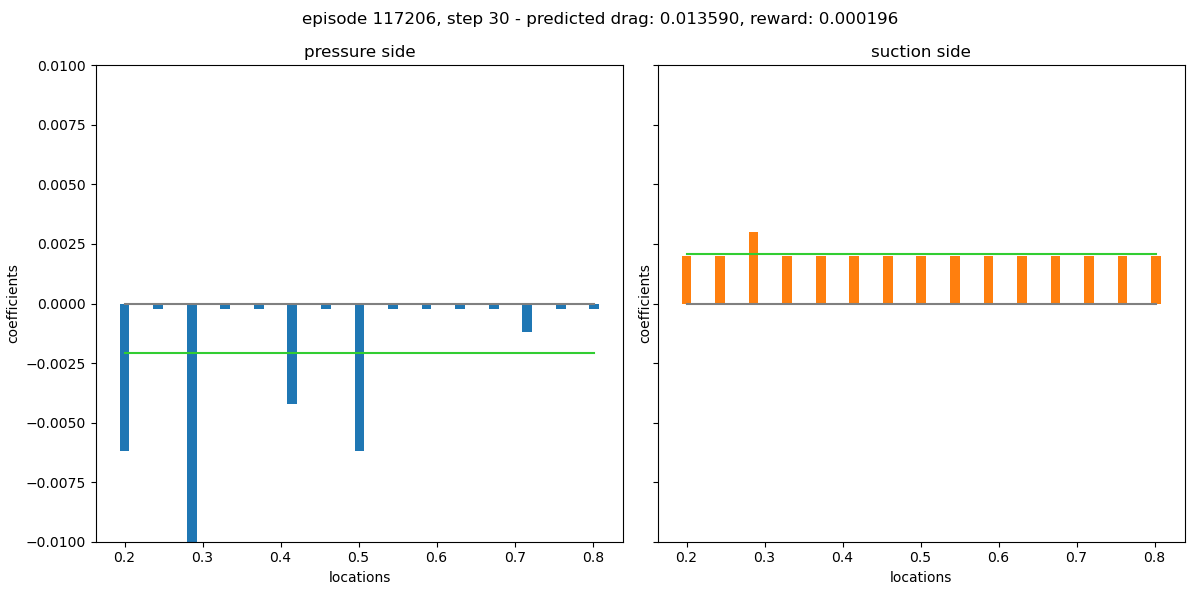 episode 117206, step 30 - predicted drag: 0.013590, reward: 0.000196
pressure side
suction side
0.0100
0.0075
0.0050
0.0025
0.0000
−0.0025
−0.0050
−0.0075
−0.0100
coefficients
coefficients
0.2 0.3 0.4 0.5 0.6 0.7 0.8
0.2 0.3 0.4 0.5 0.6 0.7 0.8
locations
locations